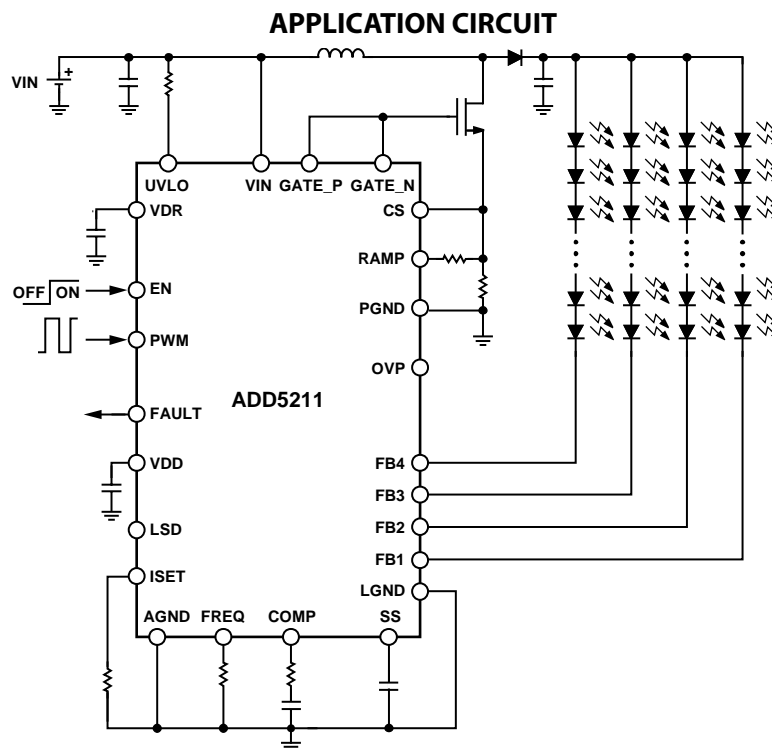 APPLICATION CIRCUIT
VIN
+
UVLO
VIN
GATE_P
GATE_N
VDR
CS
RAMP
EN
OFF
ON
PGND
PWM
OVP
ADD5211
FAULT
VDD
FB4
FB3
LSD
FB2
FB1
ISET
LGND
AGND
FREQ
COMP
SS